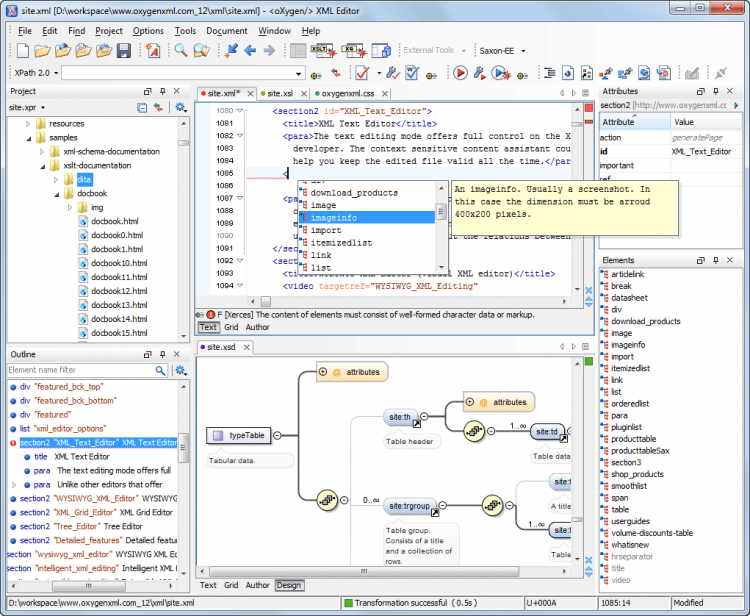 site.xml [D:\workspace\www.oxygenxml.com_12\xml\site.xml] - <oXygen/> XML Editor
File Edit Find Project Options Tools Document Window Help
External Tools Saxon-EE
XPath 2.0
Project
site.xpr
resources
samples
xml-schema-documentation
xslt-documentation
dita
docbook
img
docbook.html
docbook0.html
docbook1.html
docbook10.html
docbook11.html
docbook12.html
docbook13.html
docbook14.html
docbook15.html
Outline
Element name filter
div "featured_bck_top"
div "featured_bck_bottom"
div "featured"
list "xml_editor_options"
section2 "XML_Text_Editor" XML Text Editor
title XML Text Editor
para The text editing mode offers full
para Unlike other editors that offer
section2 "WYSIWYG_XML_Editor" WYSIWYG
section2 "XML_Grid_Editor" XML Grid Editor
section2 "Tree_Editor" Tree Editor
section2 "Detailed_features" Detailed featur
section "wysiwyg_xml_editor" WYSIWYG XML Ec
section "intelligent_xml_editing" Intelligent XML
site.xml* site.xsl oxygenxml.css
1080 <section2 id="XML_Text_Editor">
1081 <title>XML Text Editor</title>
1082 <para>The text editing mode offers full control on the X
1083 developer. The context sensitive content assistant cou
1084 help you keep the edited file valid all the time.</par
1085 <
1086
1087 <pa
1088
1089
1090
1091 </sec
1092 <sec
1093
1094 <video targetref="WYSIWYG_XML_Editing"
download_products
image
imageinfo
import
itemizedlist
link
list
An imageinfo. Usually a screenshot. In
this case the dimension must be arroud
400x200 pixels.
F [Xerces] The content of elements must consist of well-formed character data or markup.
Text Grid Author
site.xsd
typeTable
Tabular data.
attributes
site:th
Table header
attributes
1..∞
site:td
Table data
0..∞
site:trgroup
Table group.
Consists of a title
and a collection of
rows.
A title
1..∞
Table
Text Grid Author Design
Attributes
section2 [http://www.oxygenxml.cc
Attribute Value
action generatePage
id XML_Text_Editor
important
ref
Elements
articlelink
break
datasheet
div
download_products
image
imageinfo
import
itemizedlist
link
list
orderedlist
para
pluginlist
producttable
producttableSax
section3
shop_products
smoothlist
span
table
userguides
volume-discounts-table
whatisnew
hrseparator
title
video
D:\workspace\www.oxygenxml.com_12\xml\site.xml Transformation successful (0.5s) U+000A 1085:14 Modified